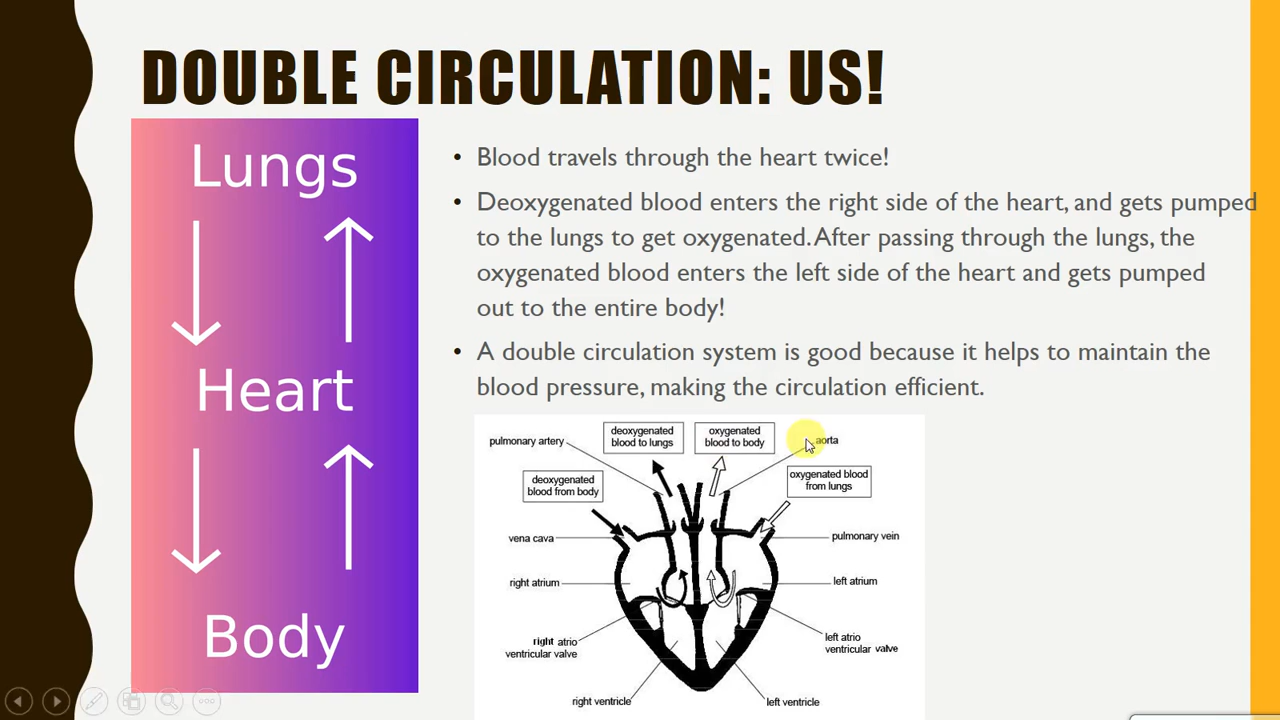 DOUBLE CIRCULATION: US!
Lungs
Heart
Body
• Blood travels through the heart twice!
• Deoxygenated blood enters the right side of the heart, and gets pumped
to the lungs to get oxygenated. After passing through the lungs, the
oxygenated blood enters the left side of the heart and gets pumped
out to the entire body!
• A double circulation system is good because it helps to maintain the
blood pressure, making the circulation efficient.
pulmonary artery
deoxygenated
blood to lungs
oxygenated
blood to body
aorta
deoxygenated
blood from body
oxygenated blood
from lungs
vena cava
pulmonary vein
right atrium
left atrium
right atrio
ventricular valve
left atrio
ventricular valve
right ventricle
left ventricle